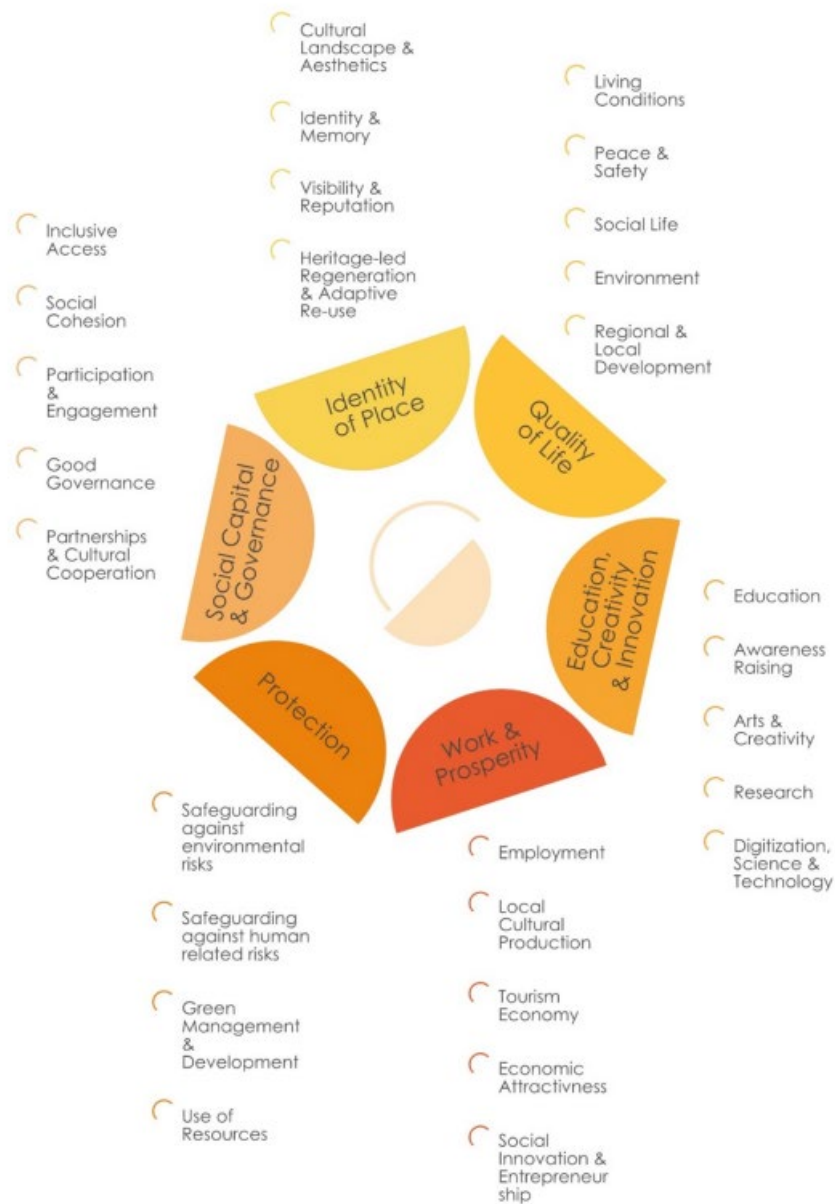 Cultural
Landscape &
Aesthetics
Identity &
Memory
Visibility &
Reputation
Heritage-led
Regeneration
& Adaptive
Re-use
Living
Conditions
Peace &
Safety
Social Life
Environment
Regional &
Local
Development
Inclusive
Access
Social
Cohesion
Participation
&
Engagement
Good
Governance
Partnerships
& Cultural
Cooperation
Identity
of Place
Quality
of Life
Social Capital
& Governance
Education,
Creativity
& Innovation
Protection
Work &
Prosperity
Education
Awareness
Raising
Arts &
Creativity
Research
Digitization,
Science &
Technology
Safeguarding
against
environmental
risks
Safeguarding
against human
related risks
Green
Management
&
Development
Use of
Resources
Employment
Local
Cultural
Production
Tourism
Economy
Economic
Attractivness
Social
Innovation &
Entrepreneur
ship